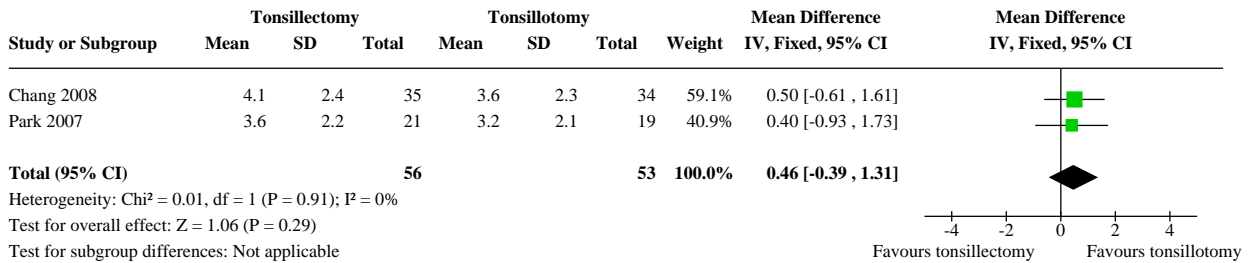 Tonsillectomy Tonsillotomy Mean Difference Mean Difference
Study or Subgroup Mean SD Total Mean SD Total Weight IV, Fixed, 95% CI IV, Fixed, 95% CI
Chang 2008 4.1 2.4 35 3.6 2.3 34 59.1% 0.50 [-0.61 , 1.61]
Park 2007 3.6 2.2 21 3.2 2.1 19 40.9% 0.40 [-0.93 , 1.73]
Total (95% CI) 56 53 100.0% 0.46 [-0.39 , 1.31]
Heterogeneity: Chi² = 0.01, df = 1 (P = 0.91); I² = 0%
Test for overall effect: Z = 1.06 (P = 0.29)
Test for subgroup differences: Not applicable
-4 -2 0 2 4
Favours tonsillectomy Favours tonsillotomy